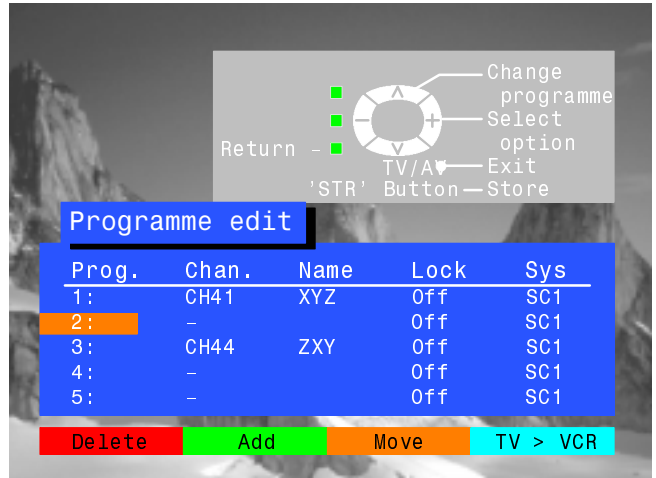 Change
programme
Select
option
Return –
TV/AV Exit
'STR' Button Store
Programme edit
Prog. Chan. Name Lock Sys
1: CH41 XYZ Off SC1
2: – Off SC1
3: CH44 ZXY Off SC1
4: – Off SC1
5: – Off SC1
Delete Add Move TV > VCR